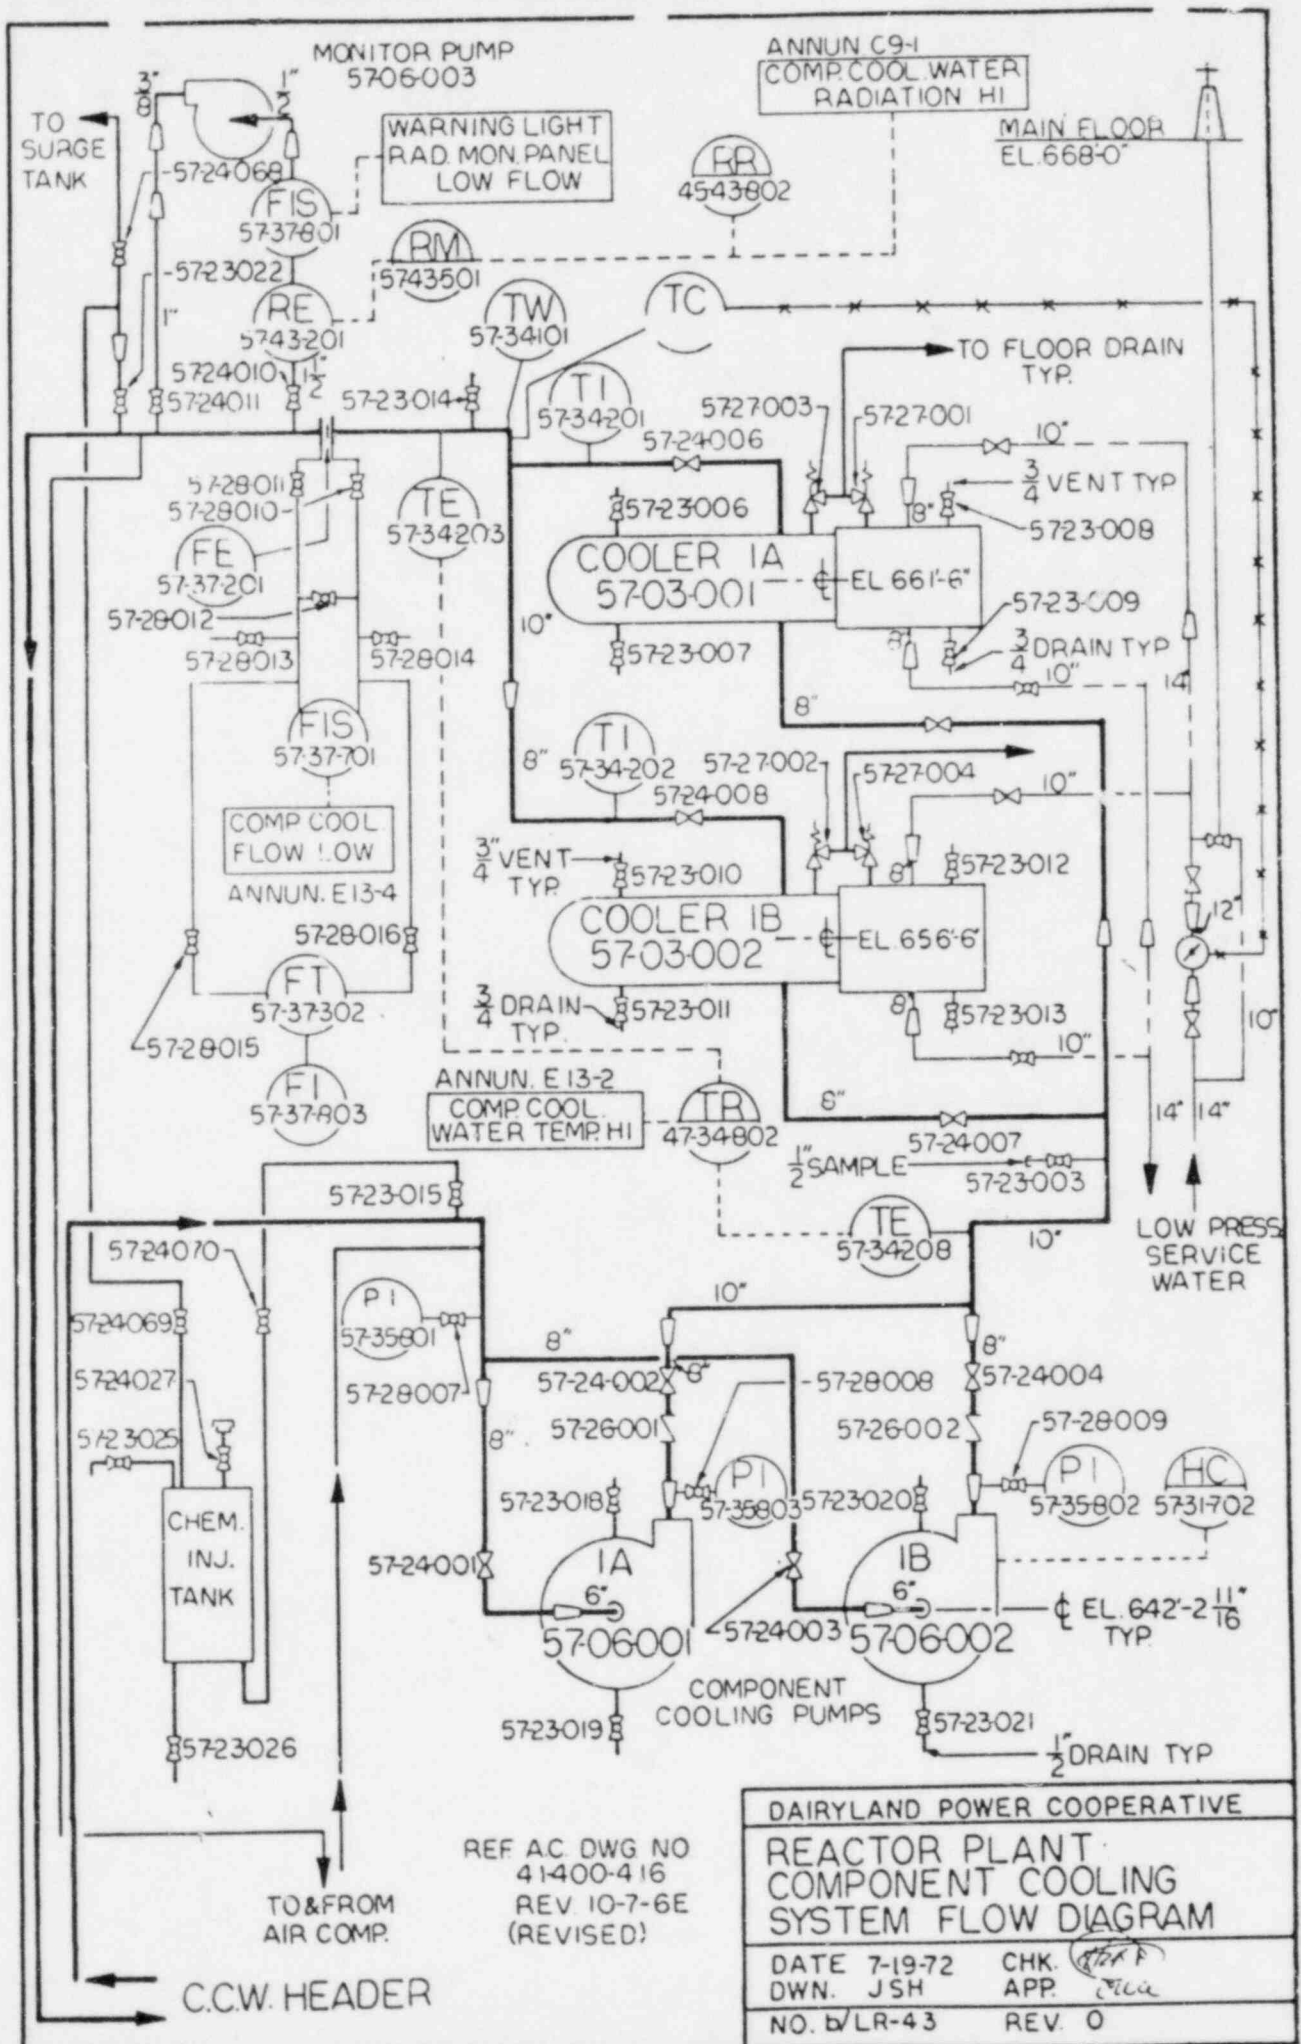 MONITOR PUMP
57-06-003
3/8"
1 1/2"
TO
SURGE
TANK
57-24-068
WARNING LIGHT
RAD. MON. PANEL
LOW FLOW
ANNUN. C9-1
COMP. COOL. WATER
RADIATION HI
MAIN FLOOR
EL. 668'-0"
RR
45-43-802
FIS
57-37-801
RM
57-43-501
57-23-022
1"
RE
57-43-201
TW
57-34-101
TC
57-24-010
1 1/2"
57-24-011
57-23-014
TI
57-34-201
TO FLOOR DRAIN
TYP.
57-27-003
57-27-001
57-24-006
10"
3/4 VENT TYP
57-28-011
57-28-010
57-23-006
8"
57-23-008
TE
57-34-203
FE
57-37-201
COOLER 1A
57-03-001
℄ EL 661'-6"
57-28-012
10"
57-23-009
57-28-013
57-28-014
57-23-007
8"
3/4 DRAIN TYP
10"
14"
FIS
57-37-701
8"
8"
TI
57-34-202
57-27-002
57-27-004
57-24-008
10"
COMP COOL.
FLOW LOW
ANNUN. E13-4
3/4" VENT
TYP.
57-23-010
8"
57-23-012
12"
57-28-016
COOLER 1B
57-03-002
℄ EL. 656'-6"
FT
57-37-302
3/4 DRAIN
TYP.
57-23-011
8"
57-23-013
10"
10"
57-28-015
FI
57-37-803
ANNUN. E13-2
COMP. COOL.
WATER TEMP. HI
TR
47-34-802
8"
57-24-007
14"
14"
1/2" SAMPLE
57-23-003
57-23-015
TE
57-34-208
10"
LOW PRESS
SERVICE
WATER
57-24-070
10"
57-24-069
PI
57-35-801
8"
8"
8"
57-24-027
57-28-007
57-24-002
57-28-008
57-24-004
57-23-025
8"
57-26-001
57-26-002
57-28-009
PI
57-35-803
PI
57-35-802
HC
57-31-702
57-23-018
57-23-020
CHEM.
INJ.
TANK
57-24-001
1A
1B
6"
6"
57-06-001
57-24-003
57-06-002
℄ EL. 642'-2 11/16"
TYP.
COMPONENT
COOLING PUMPS
57-23-019
57-23-021
57-23-026
1/2" DRAIN TYP
REF. A.C. DWG NO
41-400-416
REV. 10-7-6E
(REVISED)
TO & FROM
AIR COMP.
C.C.W. HEADER
DAIRYLAND POWER COOPERATIVE
REACTOR PLANT
COMPONENT COOLING
SYSTEM FLOW DIAGRAM
DATE 7-19-72 CHK.
DWN. JSH APP.
NO. b/LR-43 REV. 0